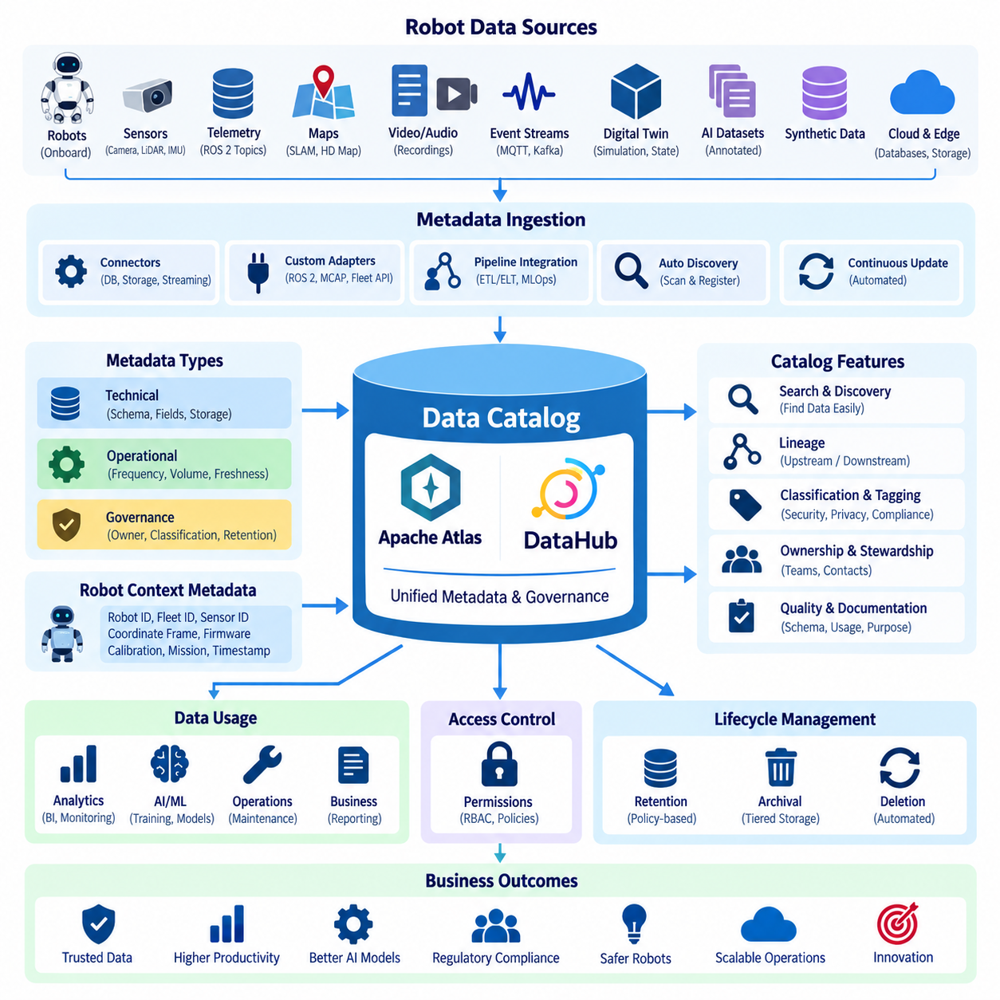 Robot Data Sources
Robots
(Onboard)
Sensors
(Camera, LiDAR, IMU)
Telemetry
(ROS 2 Topics)
Maps
(SLAM, HD Map)
Video/Audio
(Recordings)
Event Streams
(MQTT, Kafka)
Digital Twin
(Simulation, State)
AI Datasets
(Annotated)
Synthetic Data
Cloud & Edge
(Databases, Storage)
Metadata Ingestion
Connectors
(DB, Storage, Streaming)
Custom Adapters
(ROS 2, MCAP, Fleet API)
Pipeline Integration
(ETL/ELT, MLOps)
Auto Discovery
(Scan & Register)
Continuous Update
(Automated)
Metadata Types
Technical
(Schema, Fields, Storage)
Operational
(Frequency, Volume, Freshness)
Governance
(Owner, Classification, Retention)
Robot Context Metadata
Robot ID, Fleet ID, Sensor ID
Coordinate Frame, Firmware
Calibration, Mission, Timestamp
Data Catalog
Apache Atlas
DataHub
Unified Metadata & Governance
Catalog Features
Search & Discovery
(Find Data Easily)
Lineage
(Upstream / Downstream)
Classification & Tagging
(Security, Privacy, Compliance)
Ownership & Stewardship
(Teams, Contacts)
Quality & Documentation
(Schema, Usage, Purpose)
Data Usage
Analytics
(BI, Monitoring)
AI/ML
(Training, Models)
Operations
(Maintenance)
Business
(Reporting)
Access Control
Permissions
(RBAC, Policies)
Lifecycle Management
Retention
(Policy-based)
Archival
(Tiered Storage)
Deletion
(Automated)
Business Outcomes
Trusted Data
Higher Productivity
Better AI Models
Regulatory Compliance
Safer Robots
Scalable Operations
Innovation